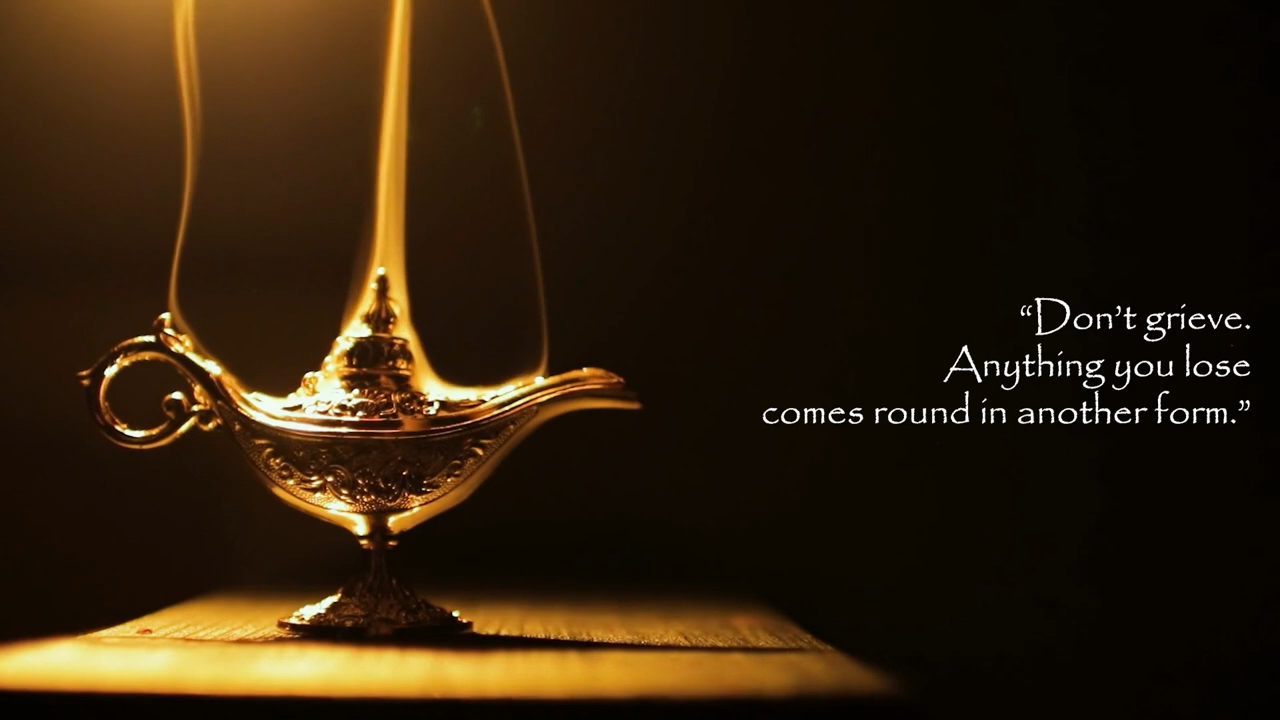 “Don’t grieve.
Anything you lose
comes round in another form.”